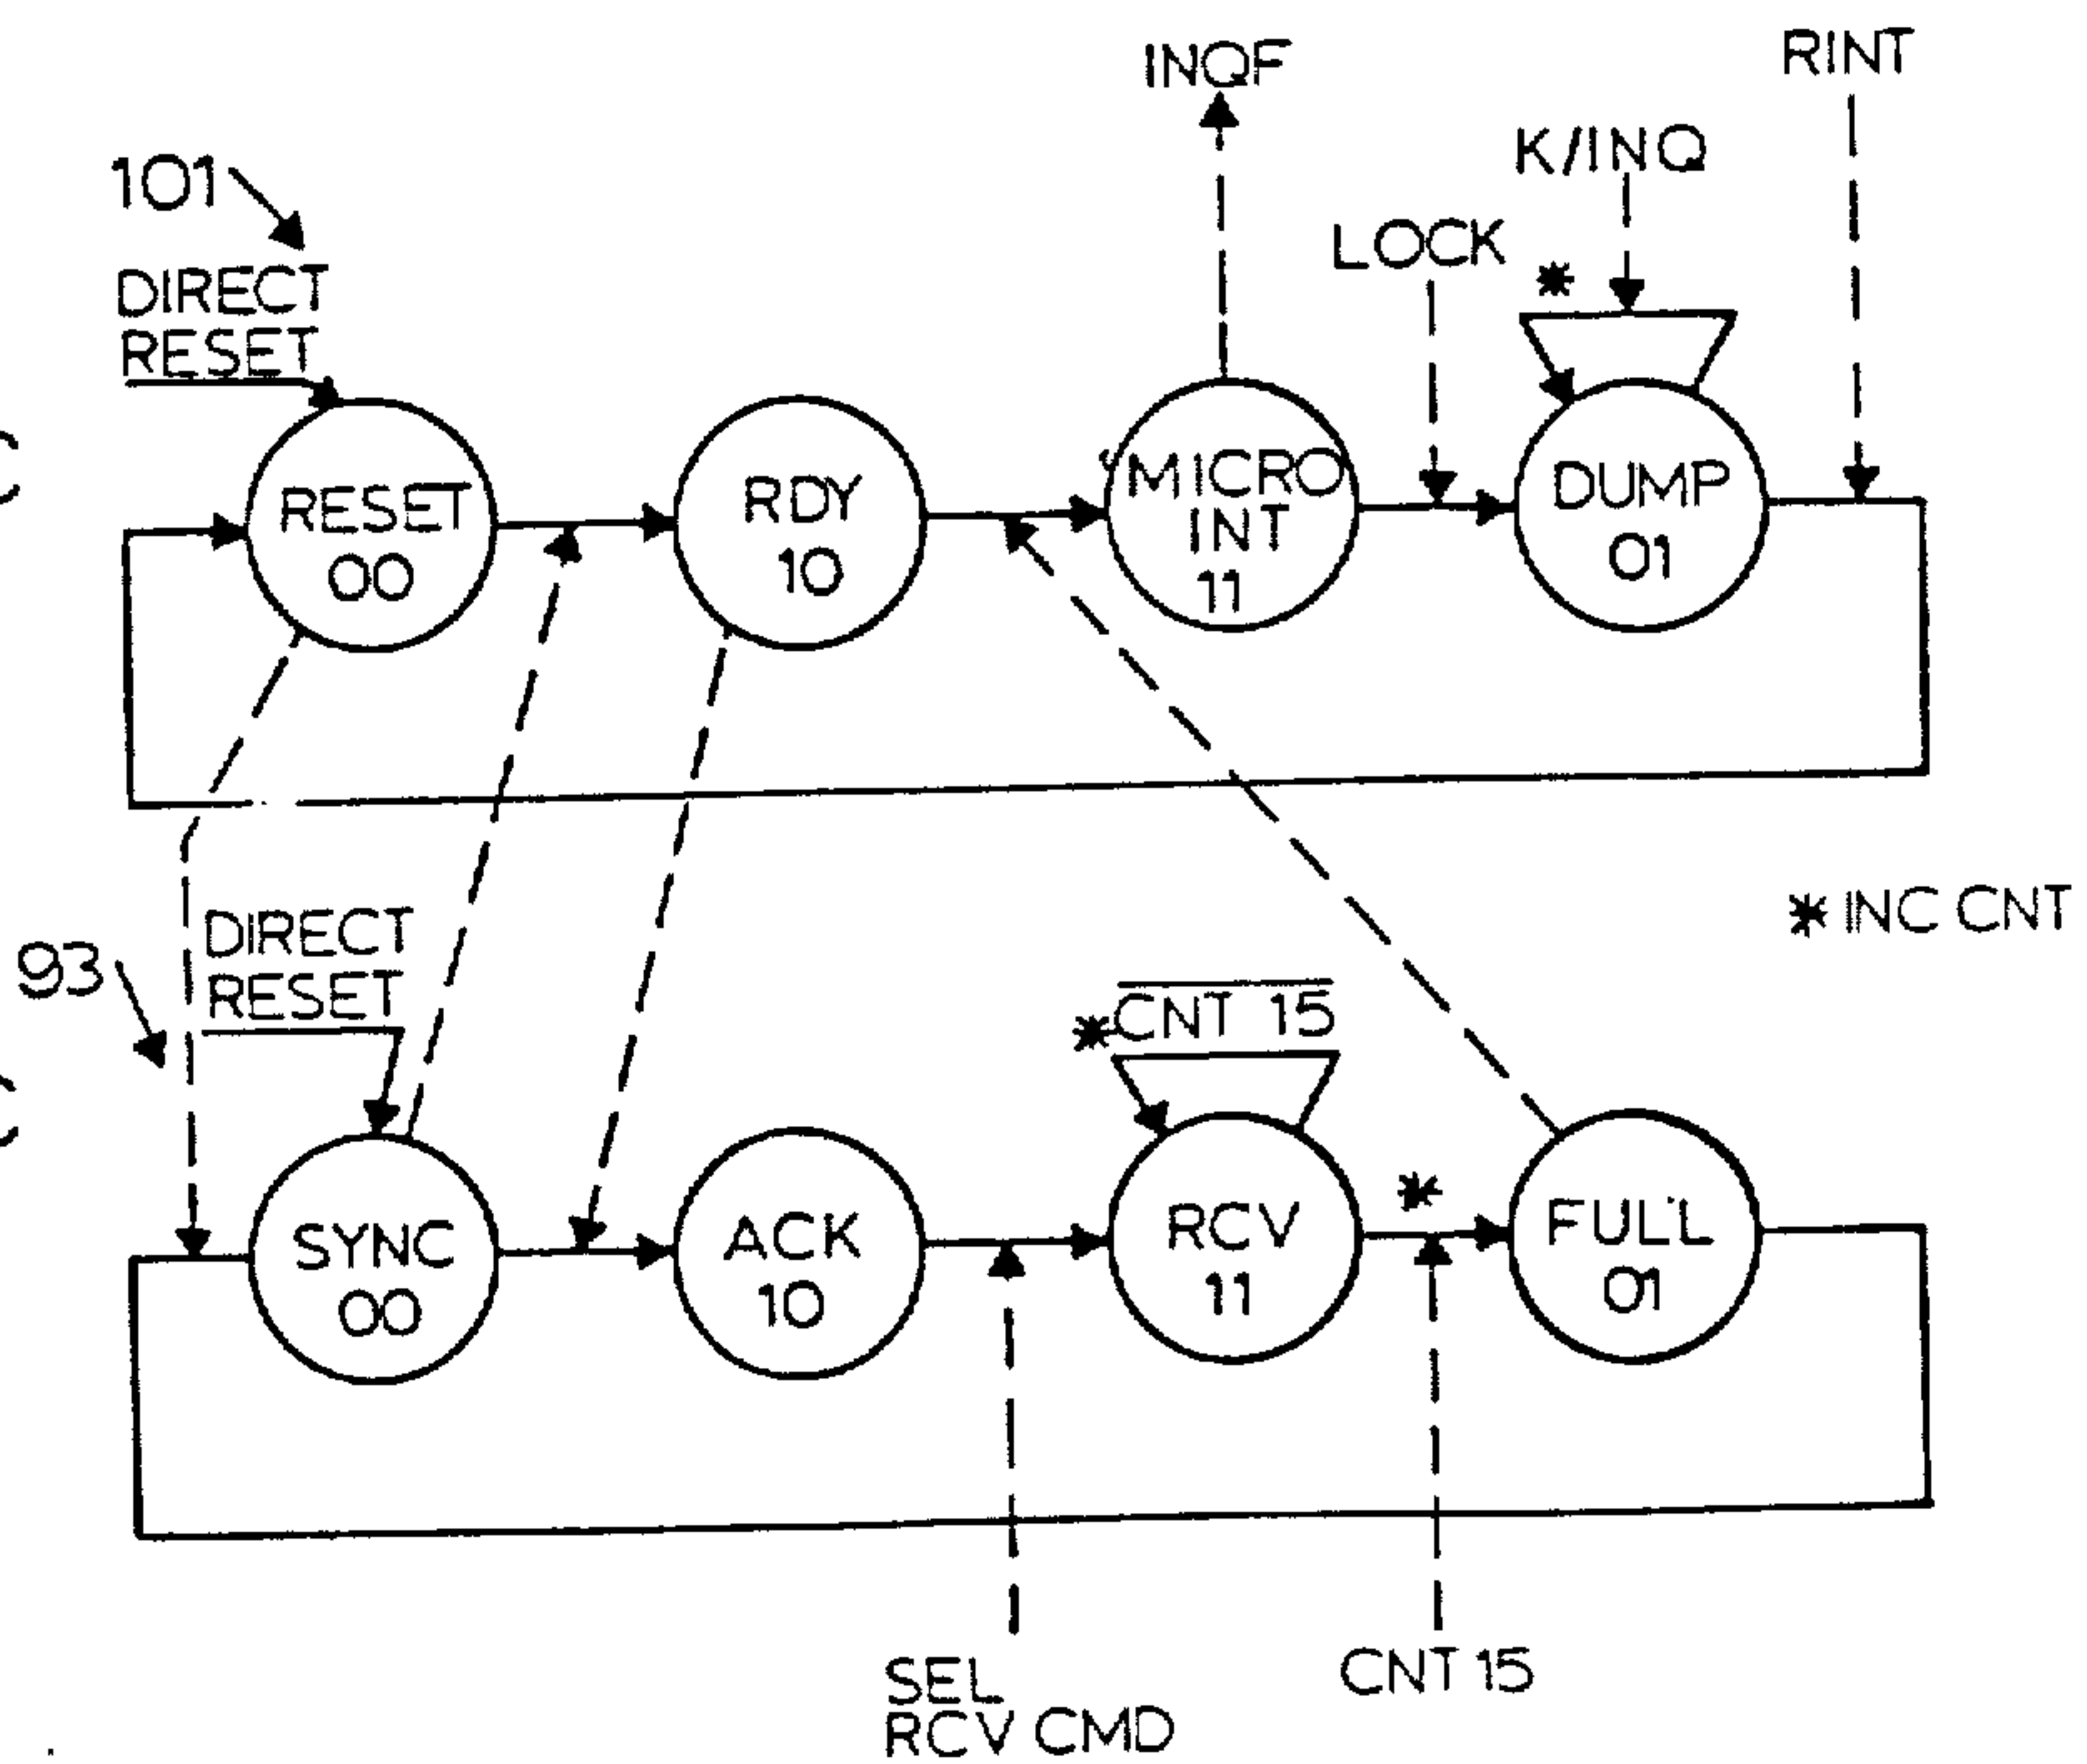 INQF
RINT
K/INQ
101
LOCK
*
DIRECT
RESET
RESET
00
RDY
10
MICRO
INT
11
DUMP
01
* INC CNT
93
DIRECT
RESET
* CNT 15
SYNC
00
ACK
10
RCV
11
*
FULL
01
SEL
RCV CMD
CNT 15